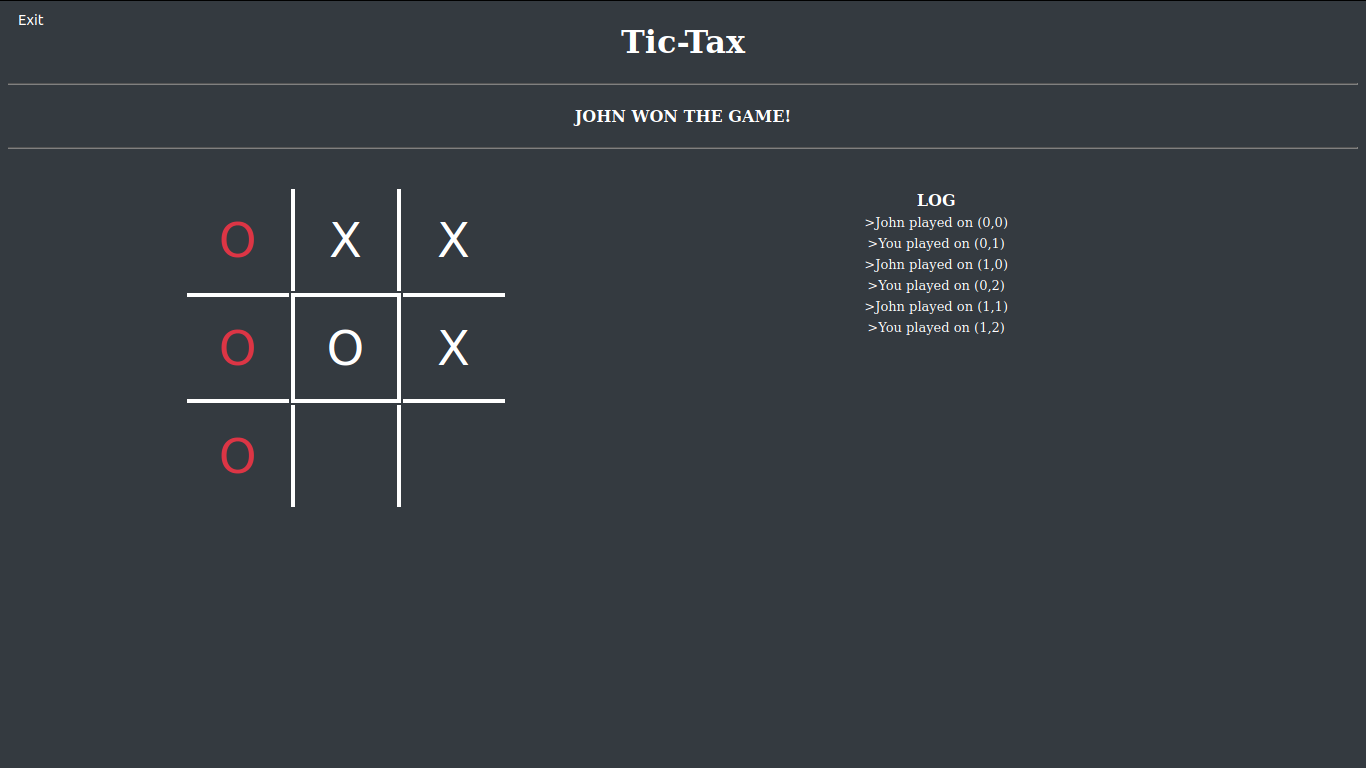 Exit
Tic-Tax
JOHN WON THE GAME!
O X X
O O X
O
LOG
>John played on (0,0)
>You played on (0,1)
>John played on (1,0)
>You played on (0,2)
>John played on (1,1)
>You played on (1,2)